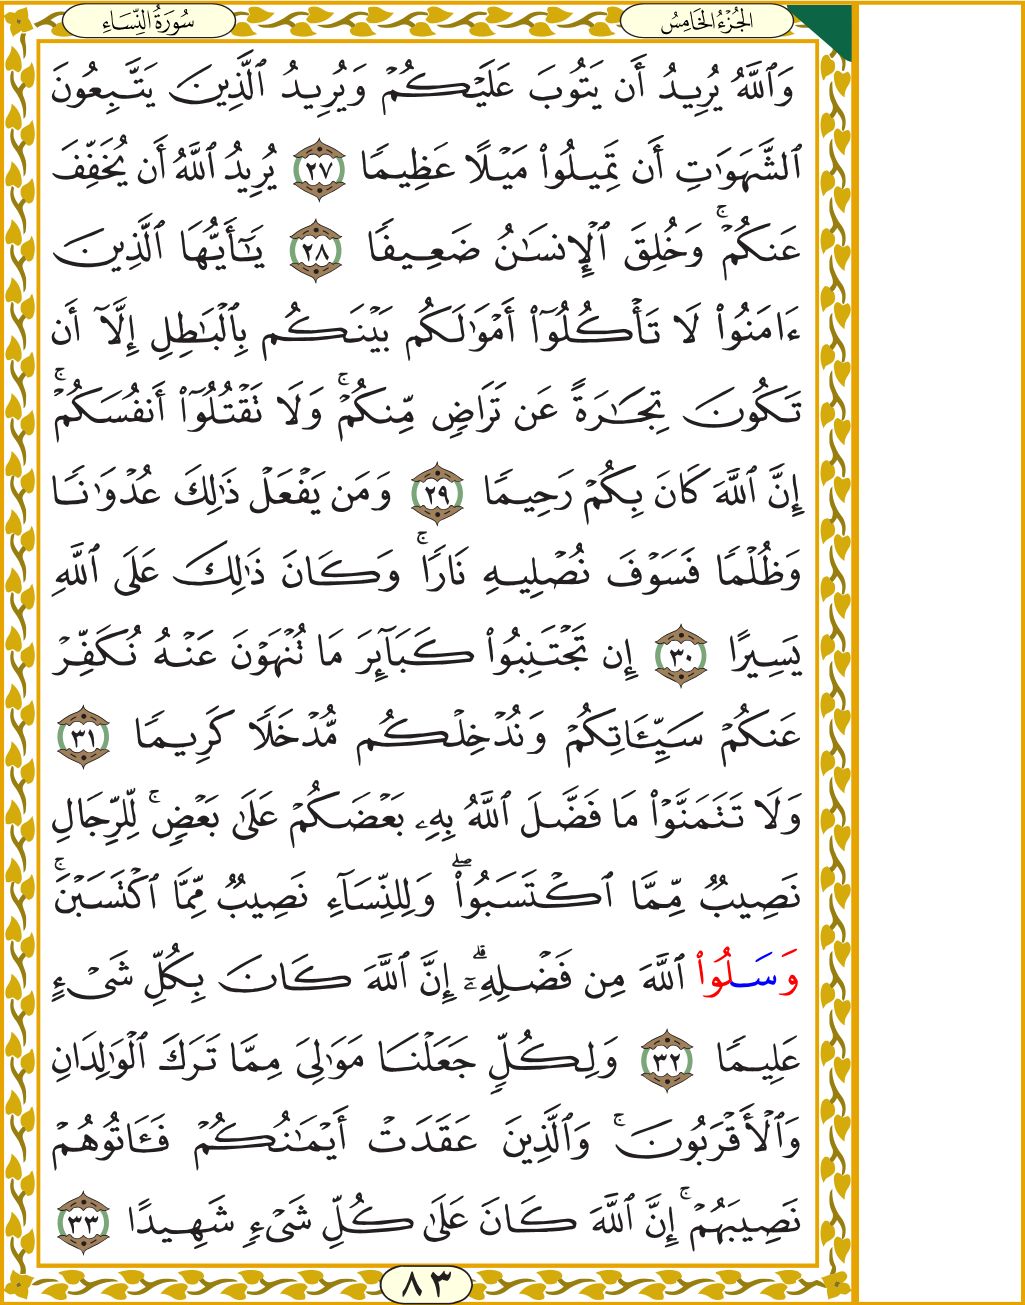 الجُزْءُ الخَامِسُ
سُورَةُ النِّسَاءِ
وَٱللَّهُ يُرِيدُ أَن يَتُوبَ عَلَيْكُمْ وَيُرِيدُ ٱلَّذِينَ يَتَّبِعُونَ
ٱلشَّهَوَٰتِ أَن تَمِيلُوا۟ مَيْلًا عَظِيمًا ٢٧ يُرِيدُ ٱللَّهُ أَن يُخَفِّفَ
عَنكُمْ ۚ وَخُلِقَ ٱلْإِنسَٰنُ ضَعِيفًا ٢٨ يَٰٓأَيُّهَا ٱلَّذِينَ
ءَامَنُوا۟ لَا تَأْكُلُوٓا۟ أَمْوَٰلَكُم بَيْنَكُم بِٱلْبَٰطِلِ إِلَّآ أَن
تَكُونَ تِجَٰرَةً عَن تَرَاضٍ مِّنكُمْ ۚ وَلَا تَقْتُلُوٓا۟ أَنفُسَكُمْ ۚ
إِنَّ ٱللَّهَ كَانَ بِكُمْ رَحِيمًا ٢٩ وَمَن يَفْعَلْ ذَٰلِكَ عُدْوَٰنًا
وَظُلْمًا فَسَوْفَ نُصْلِيهِ نَارًا ۚ وَكَانَ ذَٰلِكَ عَلَى ٱللَّهِ
يَسِيرًا ٣٠ إِن تَجْتَنِبُوا۟ كَبَآئِرَ مَا تُنْهَوْنَ عَنْهُ نُكَفِّرْ
عَنكُمْ سَيِّـَٔاتِكُمْ وَنُدْخِلْكُم مُّدْخَلًا كَرِيمًا ٣١
وَلَا تَتَمَنَّوْا۟ مَا فَضَّلَ ٱللَّهُ بِهِۦ بَعْضَكُمْ عَلَىٰ بَعْضٍ ۚ لِّلرِّجَالِ
نَصِيبٌ مِّمَّا ٱكْتَسَبُوا۟ ۖ وَلِلنِّسَآءِ نَصِيبٌ مِّمَّا ٱكْتَسَبْنَ ۚ
وَسَلُوا۟ ٱللَّهَ مِن فَضْلِهِۦٓ ۗ إِنَّ ٱللَّهَ كَانَ بِكُلِّ شَىْءٍ
عَلِيمًا ٣٢ وَلِكُلٍّ جَعَلْنَا مَوَٰلِىَ مِمَّا تَرَكَ ٱلْوَٰلِدَانِ
وَٱلْأَقْرَبُونَ ۚ وَٱلَّذِينَ عَقَدَتْ أَيْمَٰنُكُمْ فَـَٔاتُوهُمْ
نَصِيبَهُمْ ۚ إِنَّ ٱللَّهَ كَانَ عَلَىٰ كُلِّ شَىْءٍ شَهِيدًا ٣٣
٨٣